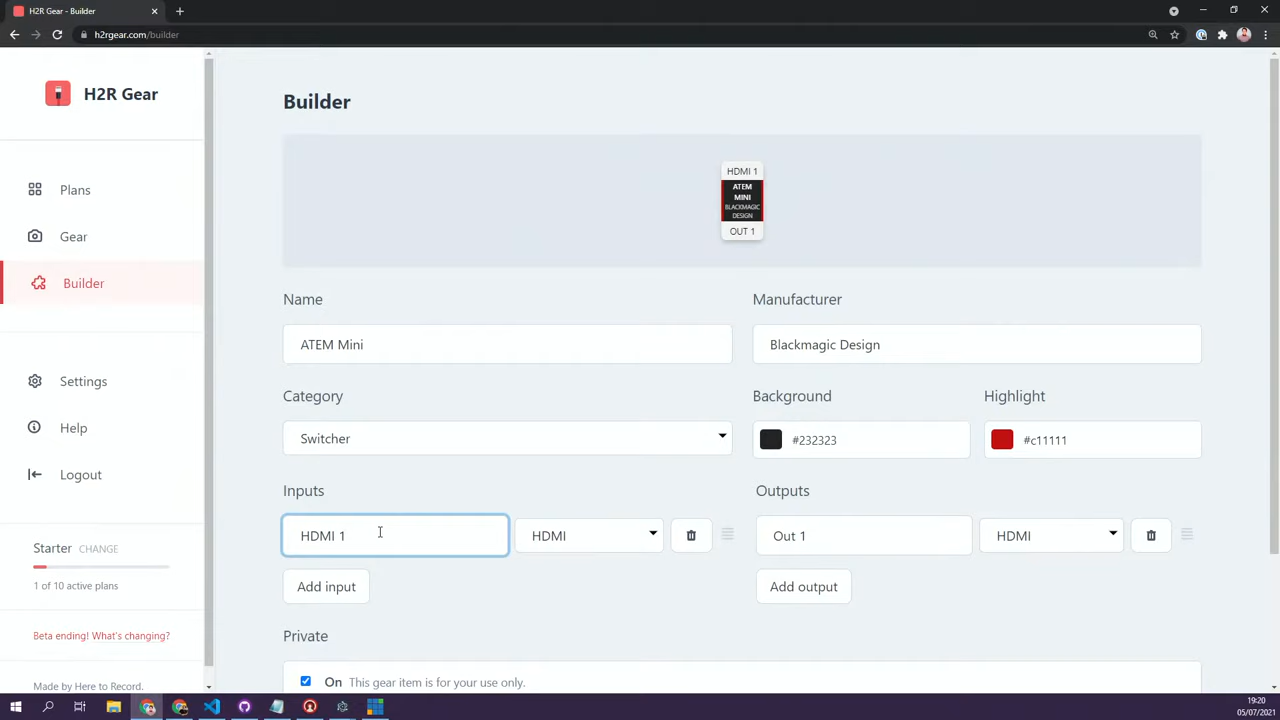 H2R Gear - Builder
h2rgear.com/builder
H2R Gear
Plans
Gear
Builder
Settings
Help
Logout
Starter CHANGE
1 of 10 active plans
Beta ending! What's changing?
Made by Here to Record.
Builder
HDMI 1
ATEM
MINI
BLACKMAGIC
DESIGN
OUT 1
Name
Manufacturer
ATEM Mini
Blackmagic Design
Category
Background
Highlight
Switcher
#232323
#c11111
Inputs
Outputs
HDMI 1
HDMI
Out 1
HDMI
Add input
Add output
Private
On This gear item is for your use only.
19:20
05/07/2021